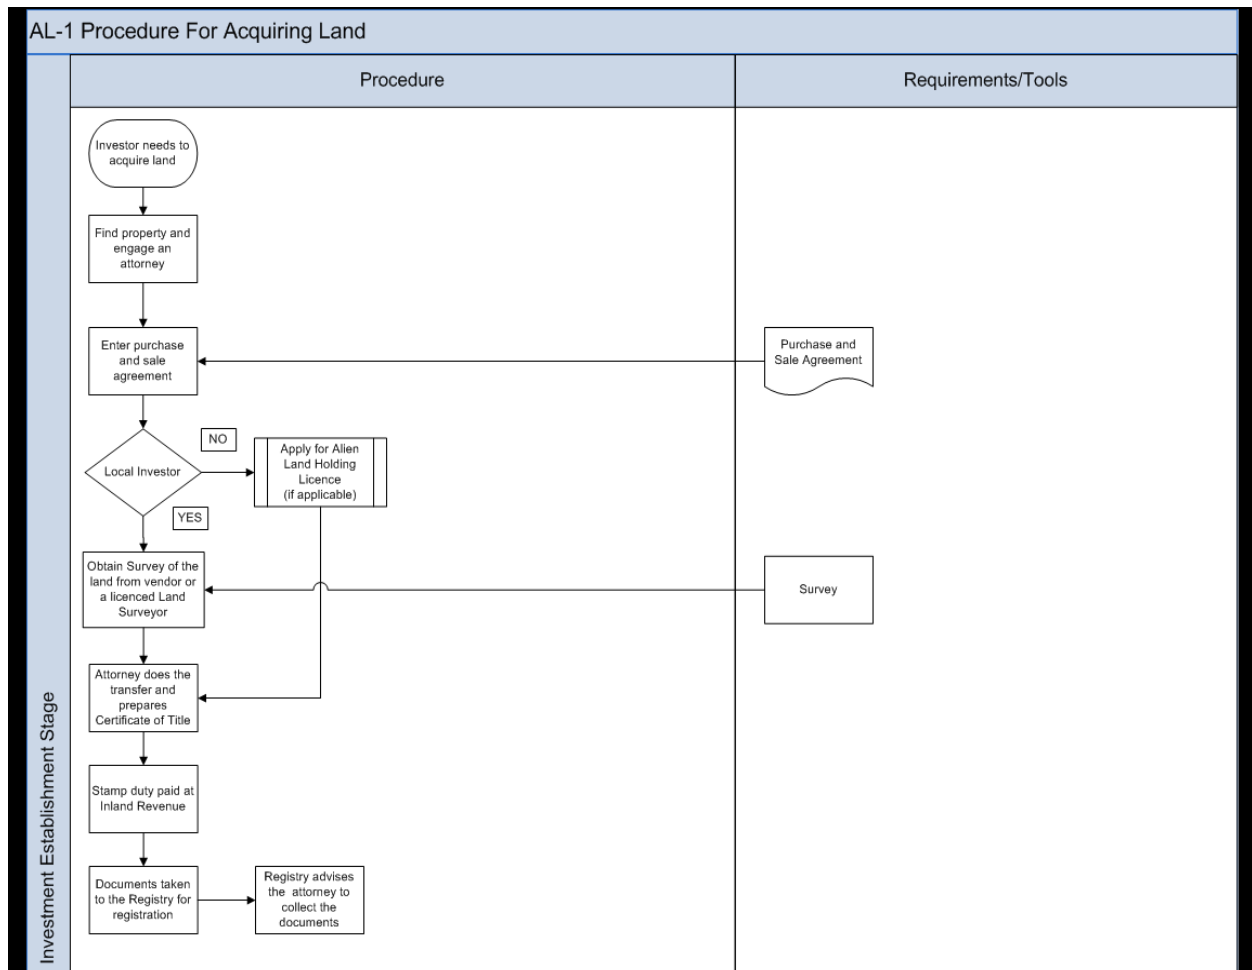 AL-1 Procedure For Acquiring Land
Procedure
Requirements/Tools
Investor needs to
acquire land
Find property and
engage an
attorney
Enter purchase
and sale
agreement
Purchase and
Sale Agreement
Local Investor
NO
Apply for Alien
Land Holding
Licence
(if applicable)
YES
Obtain Survey of the
land from vendor or
a licenced Land
Surveyor
Survey
Attorney does the
transfer and
prepares
Certificate of Title
Stamp duty paid at
Inland Revenue
Documents taken
to the Registry for
registration
Registry advises
the attorney to
collect the
documents
Investment Establishment Stage